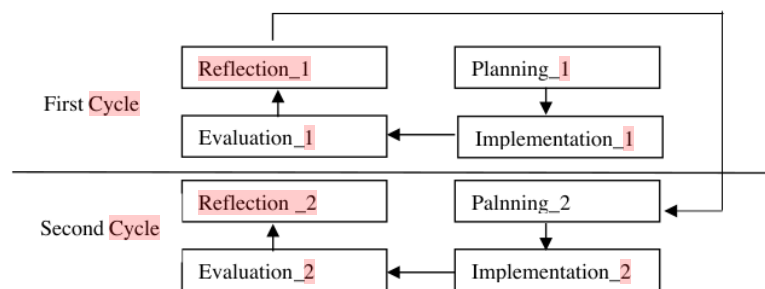 Reflection_1
Planning_1
First Cycle
Evaluation_1
Implementation_1
Reflection _2
Palnning_2
Second Cycle
Evaluation_2
Implementation_2